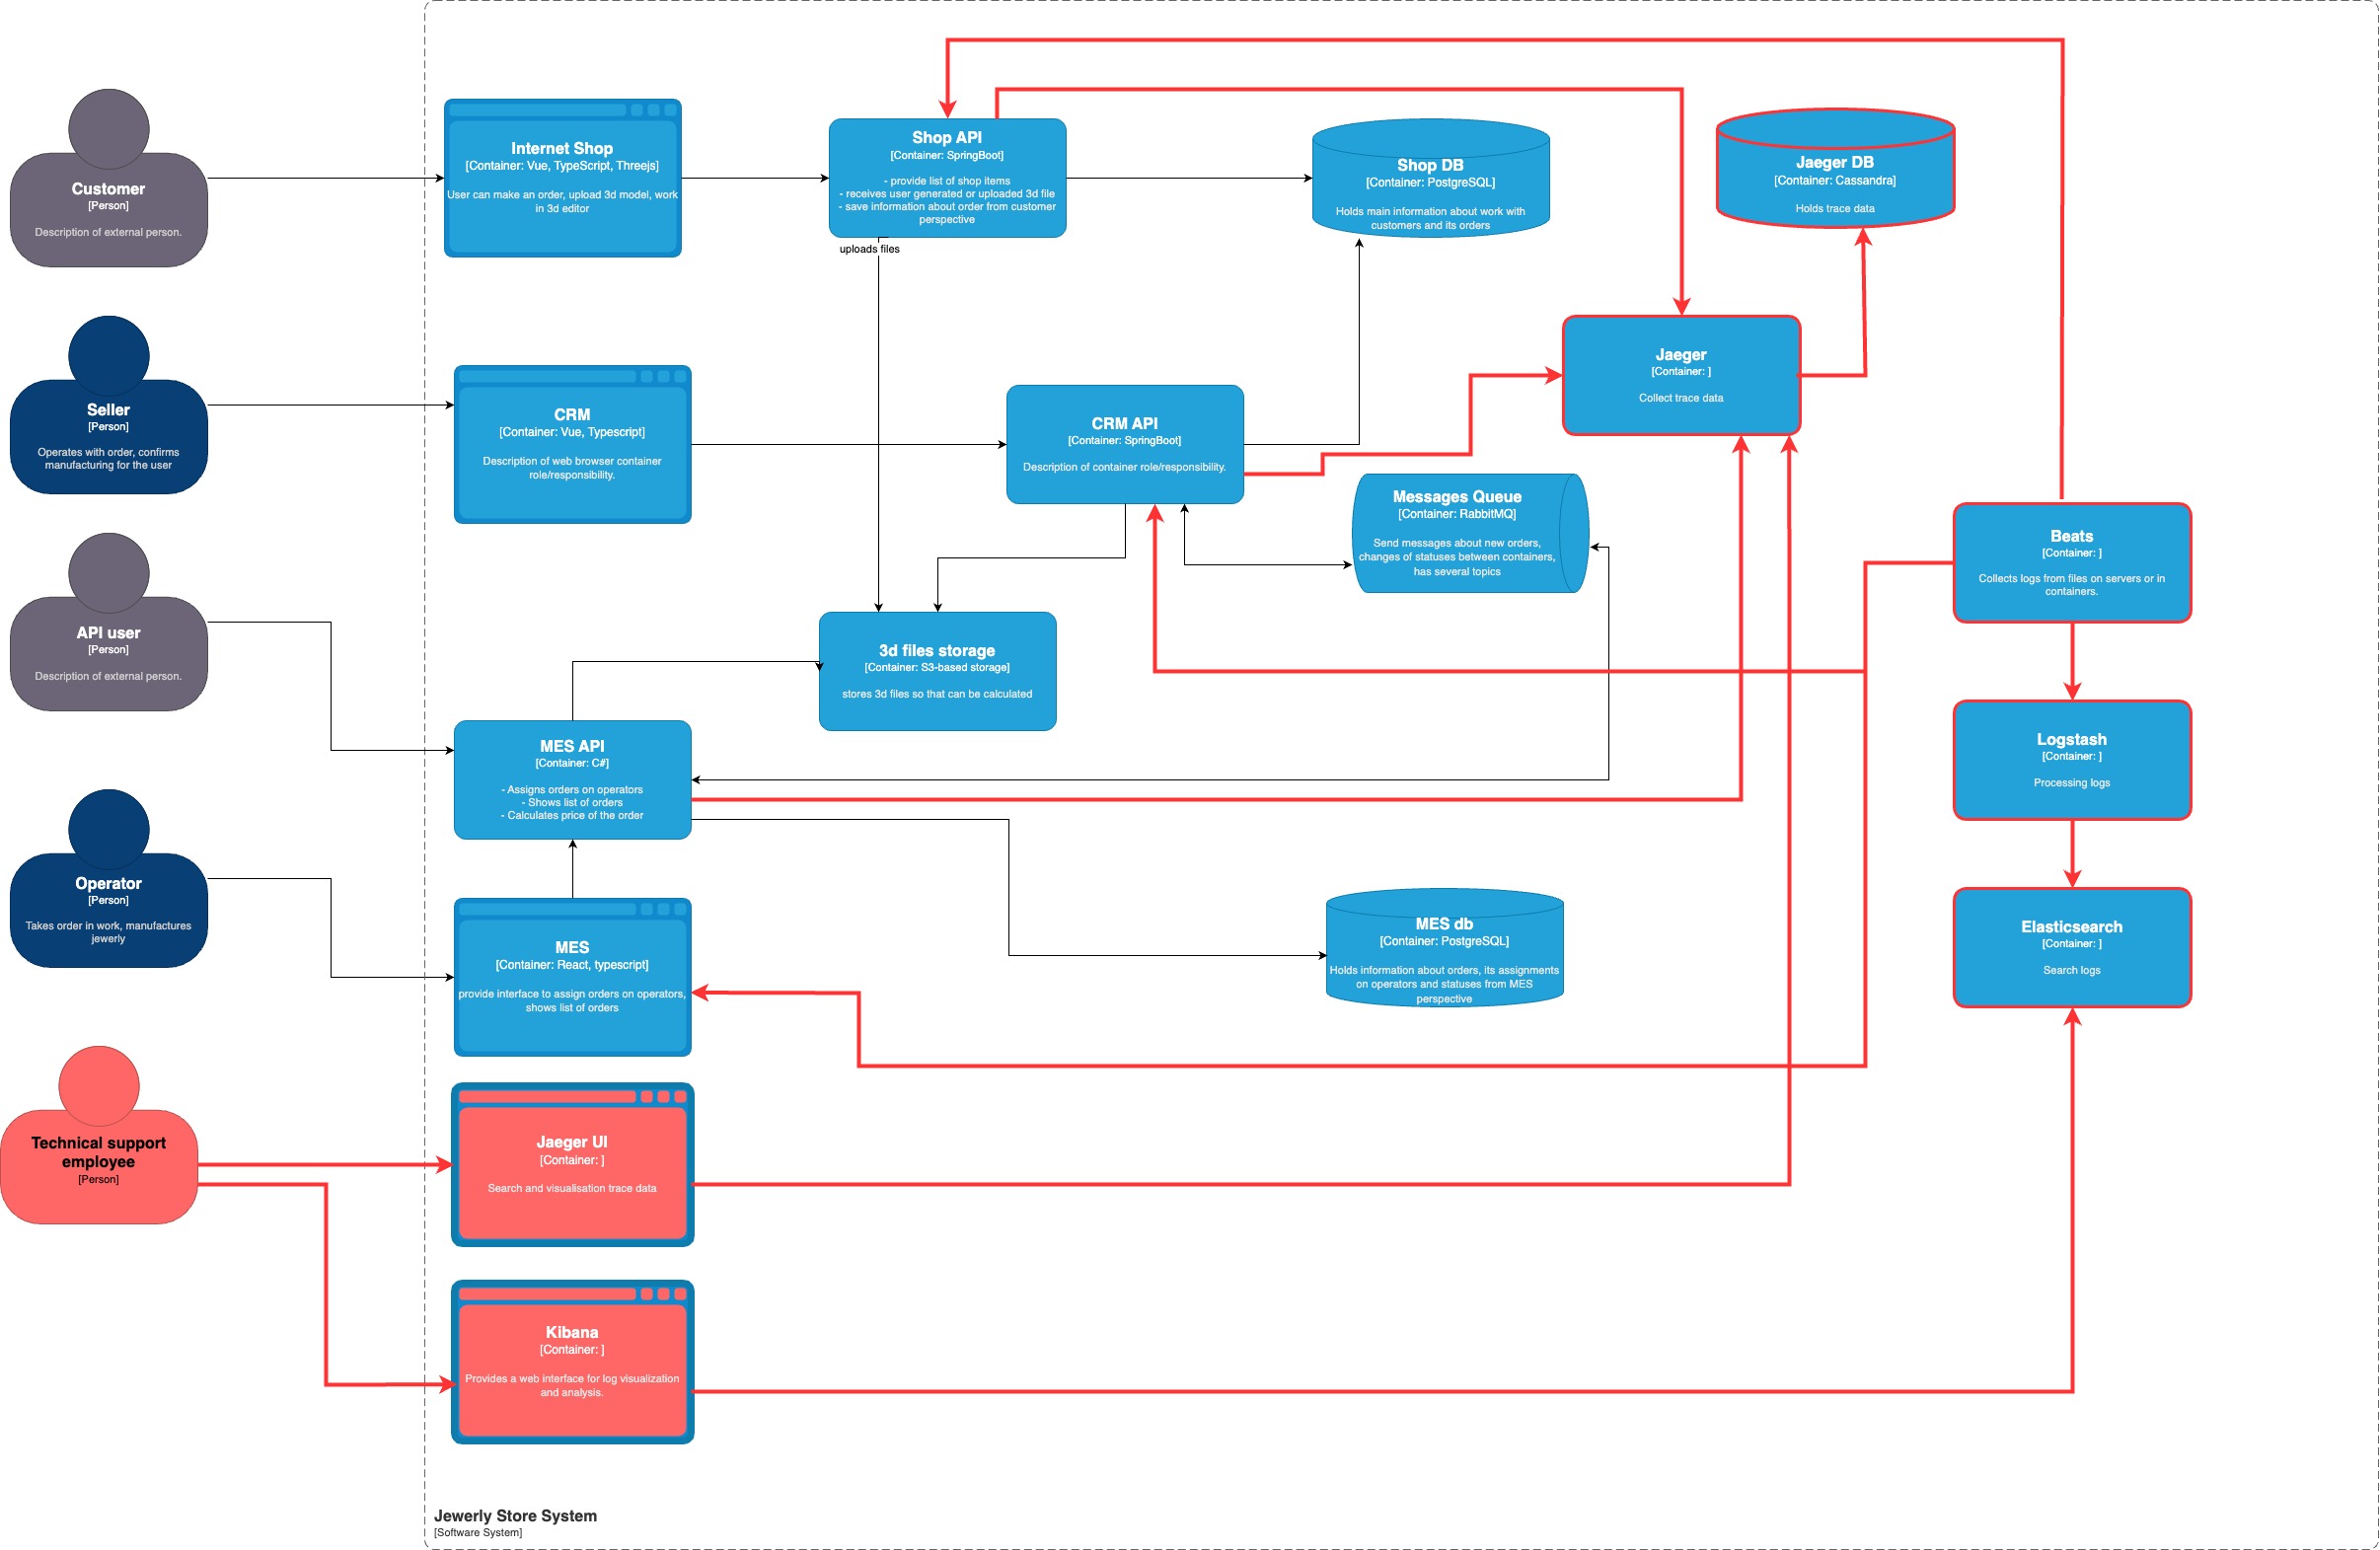 Customer
[Person]
Description of external person.
Internet Shop
[Container: Vue, TypeScript, Threejs]
User can make an order, upload 3d model, work
in 3d editor
Shop API
[Container: SpringBoot]
- provide list of shop items
- receives user generated or uploaded 3d file
- save information about order from customer
perspective
uploads files
Shop DB
[Container: PostgreSQL]
Holds main information about work with
customers and its orders
Jaeger DB
[Container: Cassandra]
Holds trace data
Seller
[Person]
Operates with order, confirms
manufacturing for the user
CRM
[Container: Vue, Typescript]
Description of web browser container
role/responsibility.
CRM API
[Container: SpringBoot]
Description of container role/responsibility.
Jaeger
[Container: ]
Collect trace data
Messages Queue
[Container: RabbitMQ]
Send messages about new orders,
changes of statuses between containers,
has several topics
Beats
[Container: ]
Collects logs from files on servers or in
containers.
API user
[Person]
Description of external person.
3d files storage
[Container: S3-based storage]
stores 3d files so that can be calculated
MES API
[Container: C#]
- Assigns orders on operators
- Shows list of orders
- Calculates price of the order
Logstash
[Container: ]
Processing logs
Operator
[Person]
Takes order in work, manufactures
jewerly
MES
[Container: React, typescript]
provide interface to assign orders on operators,
shows list of orders
MES db
[Container: PostgreSQL]
Holds information about orders, its assignments
on operators and statuses from MES
perspective
Elasticsearch
[Container: ]
Search logs
Technical support
employee
[Person]
Jaeger UI
[Container: ]
Search and visualisation trace data
Kibana
[Container: ]
Provides a web interface for log visualization
and analysis.
Jewerly Store System
[Software System]